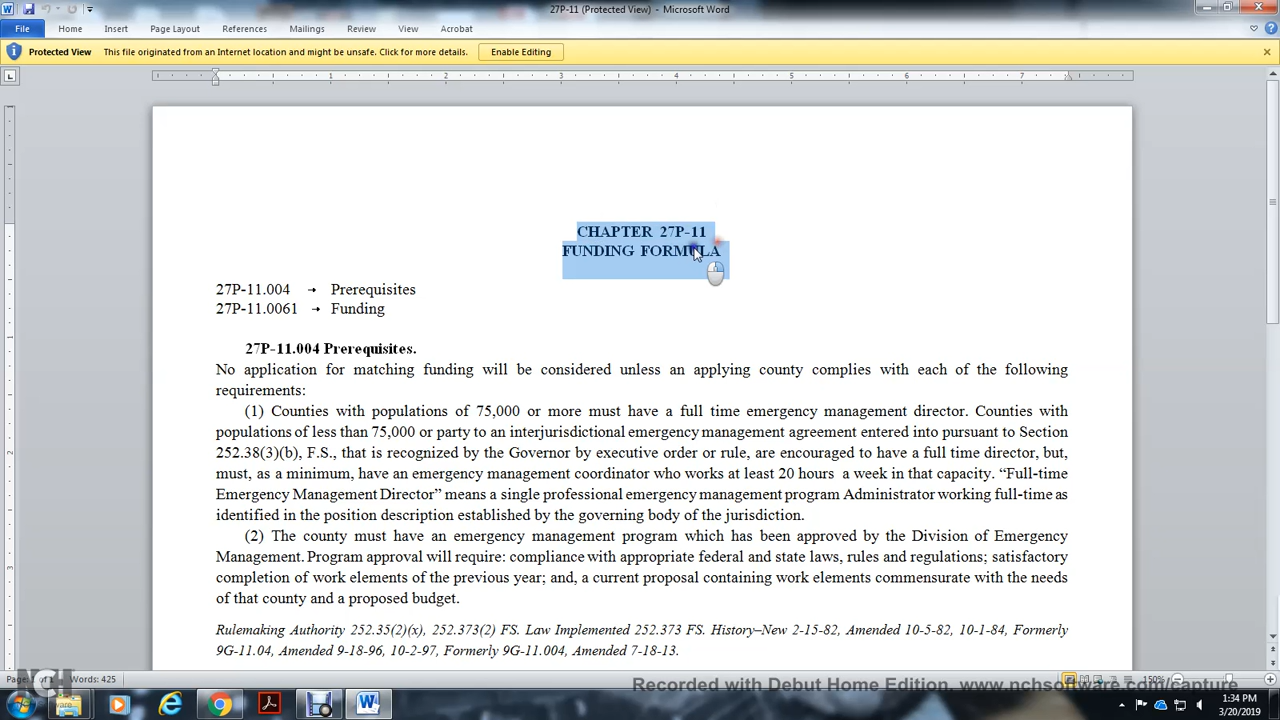 27P-11 (Protected View) - Microsoft Word
File Home Insert Page Layout References Mailings Review View Acrobat
Protected View This file originated from an Internet location and might be unsafe. Click for more details. Enable Editing
1 2 3 4 5 6 7
CHAPTER 27P-11
FUNDING FORMULA
27P-11.004 → Prerequisites
27P-11.0061 → Funding
27P-11.004 Prerequisites.
No application for matching funding will be considered unless an applying county complies with each of the following
requirements:
(1) Counties with populations of 75,000 or more must have a full time emergency management director. Counties with
populations of less than 75,000 or party to an interjurisdictional emergency management agreement entered into pursuant to Section
252.38(3)(b), F.S., that is recognized by the Governor by executive order or rule, are encouraged to have a full time director, but,
must, as a minimum, have an emergency management coordinator who works at least 20 hours a week in that capacity. “Full-time
Emergency Management Director” means a single professional emergency management program Administrator working full-time as
identified in the position description established by the governing body of the jurisdiction.
(2) The county must have an emergency management program which has been approved by the Division of Emergency
Management. Program approval will require: compliance with appropriate federal and state laws, rules and regulations; satisfactory
completion of work elements of the previous year; and, a current proposal containing work elements commensurate with the needs
of that county and a proposed budget.
Rulemaking Authority 252.35(2)(x), 252.373(2) FS. Law Implemented 252.373 FS. History–New 2-15-82, Amended 10-5-82, 10-1-84, Formerly
9G-11.04, Amended 9-18-96, 10-2-97, Formerly 9G-11.004, Amended 7-18-13.
Page: 1 of 1 Words: 425 150%
NCH
Recorded with Debut Home Edition. www.nchsoftware.com/capture
1:34 PM
3/20/2019